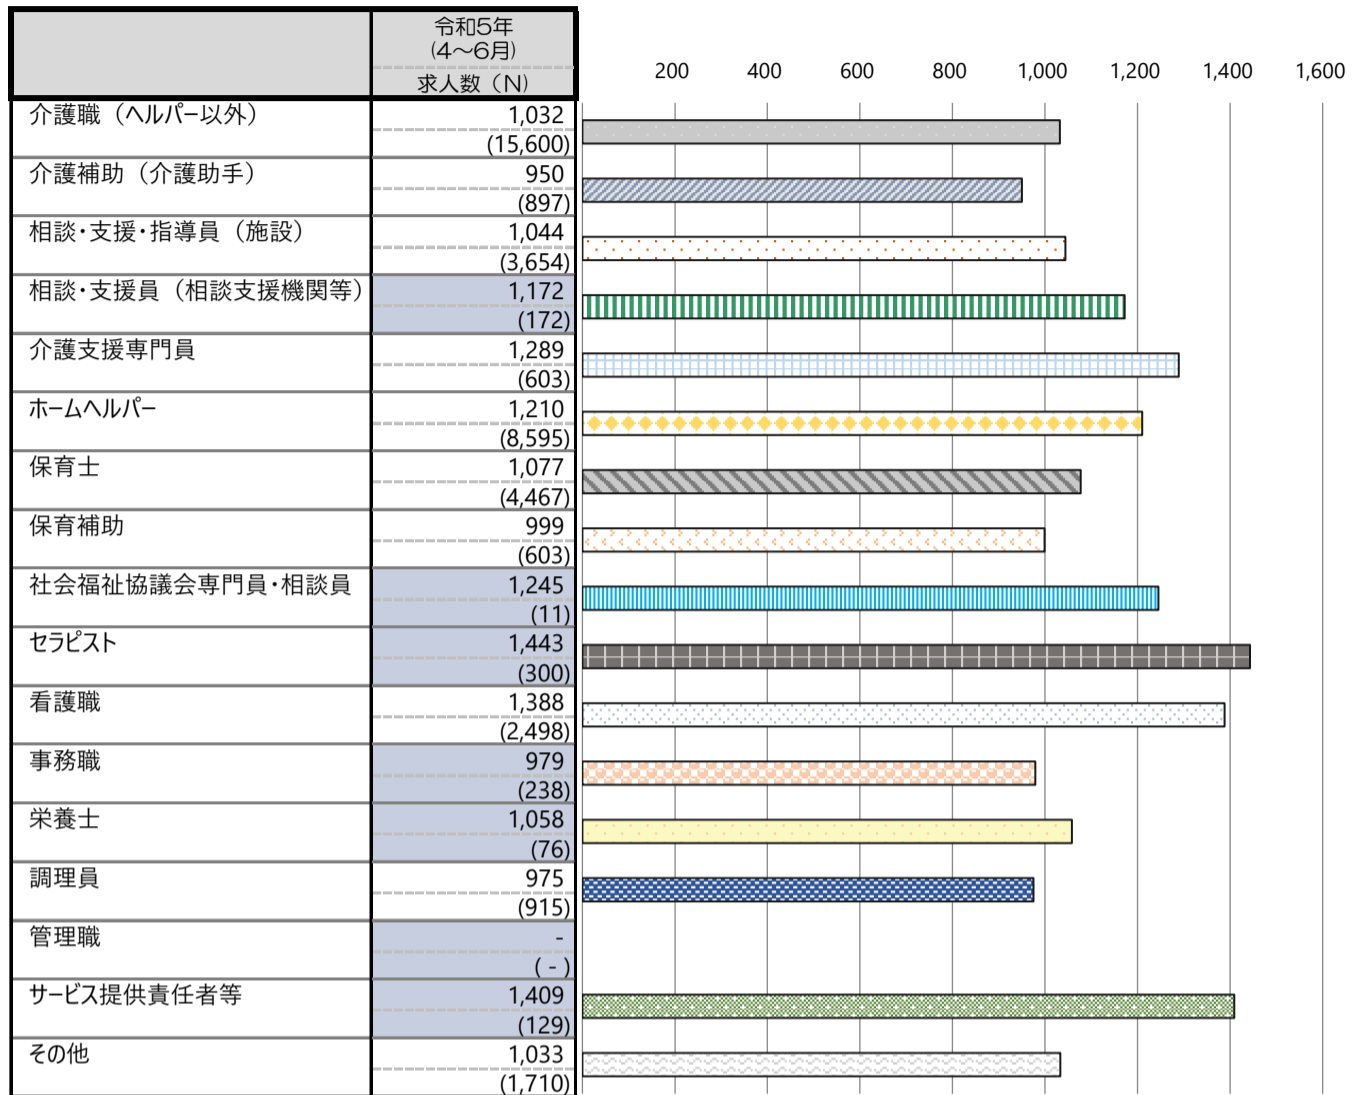 令和5年
(4～6月)
求人数（N）
200 400 600 800 1,000 1,200 1,400 1,600
介護職（ヘルパー以外） 1,032
(15,600)
介護補助（介護助手） 950
(897)
相談・支援・指導員（施設） 1,044
(3,654)
相談・支援員（相談支援機関等） 1,172
(172)
介護支援専門員 1,289
(603)
ホームヘルパー 1,210
(8,595)
保育士 1,077
(4,467)
保育補助 999
(603)
社会福祉協議会専門員・相談員 1,245
(11)
セラピスト 1,443
(300)
看護職 1,388
(2,498)
事務職 979
(238)
栄養士 1,058
(76)
調理員 975
(915)
管理職 -
( - )
サービス提供責任者等 1,409
(129)
その他 1,033
(1,710)